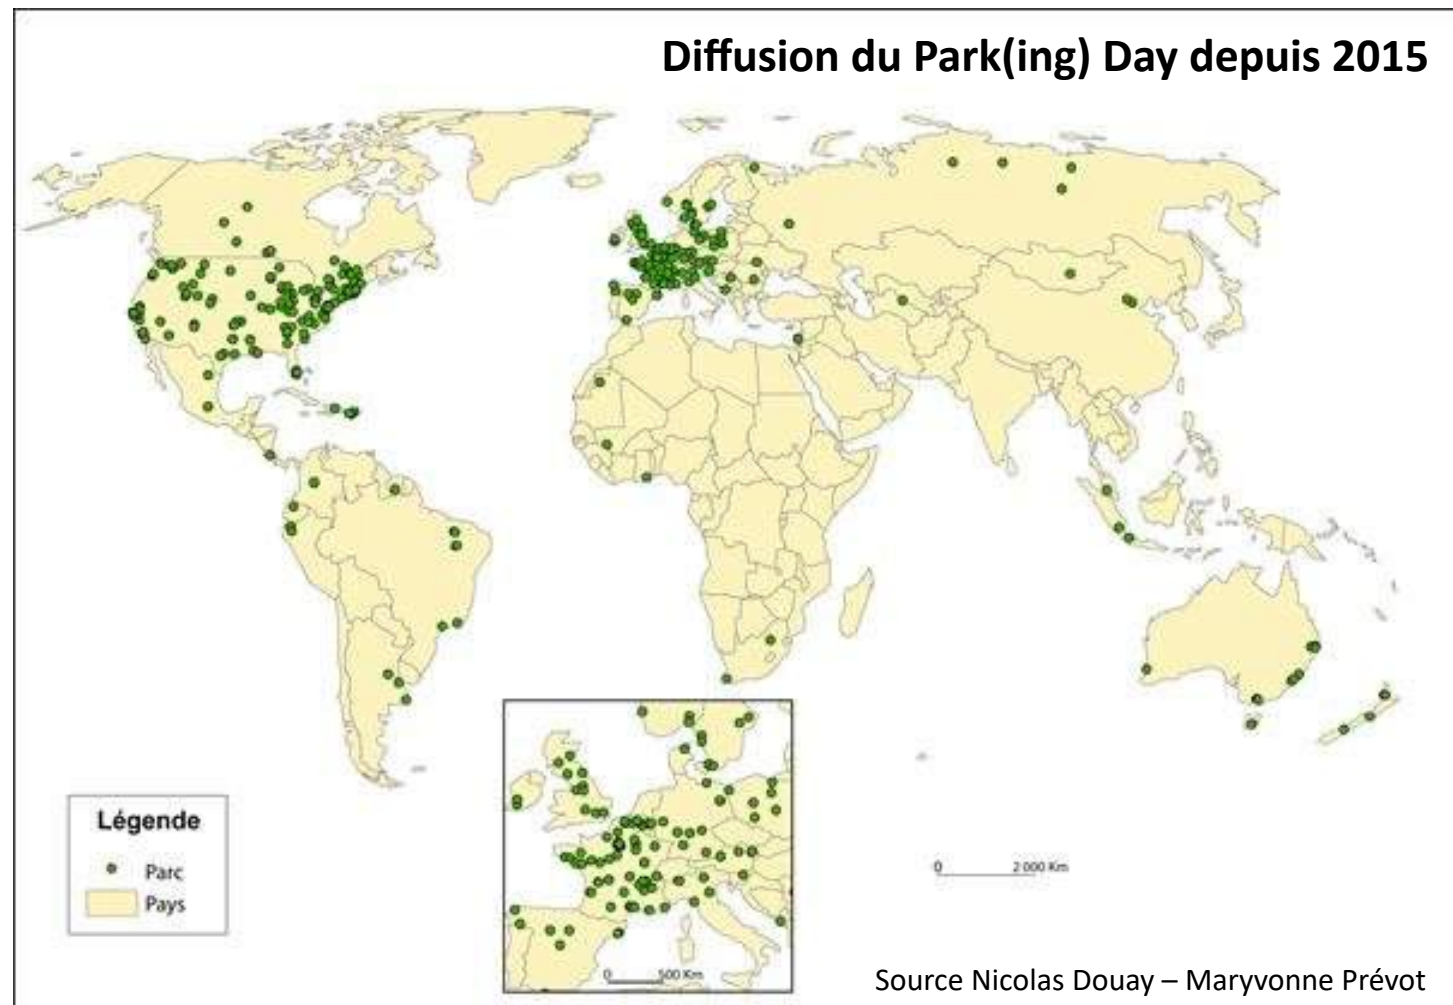 Diffusion du Park(ing) Day depuis 2015
Légende
Parc
Pays
0 500 Km
0 2 000 Km
Source Nicolas Douay – Maryvonne Prévot